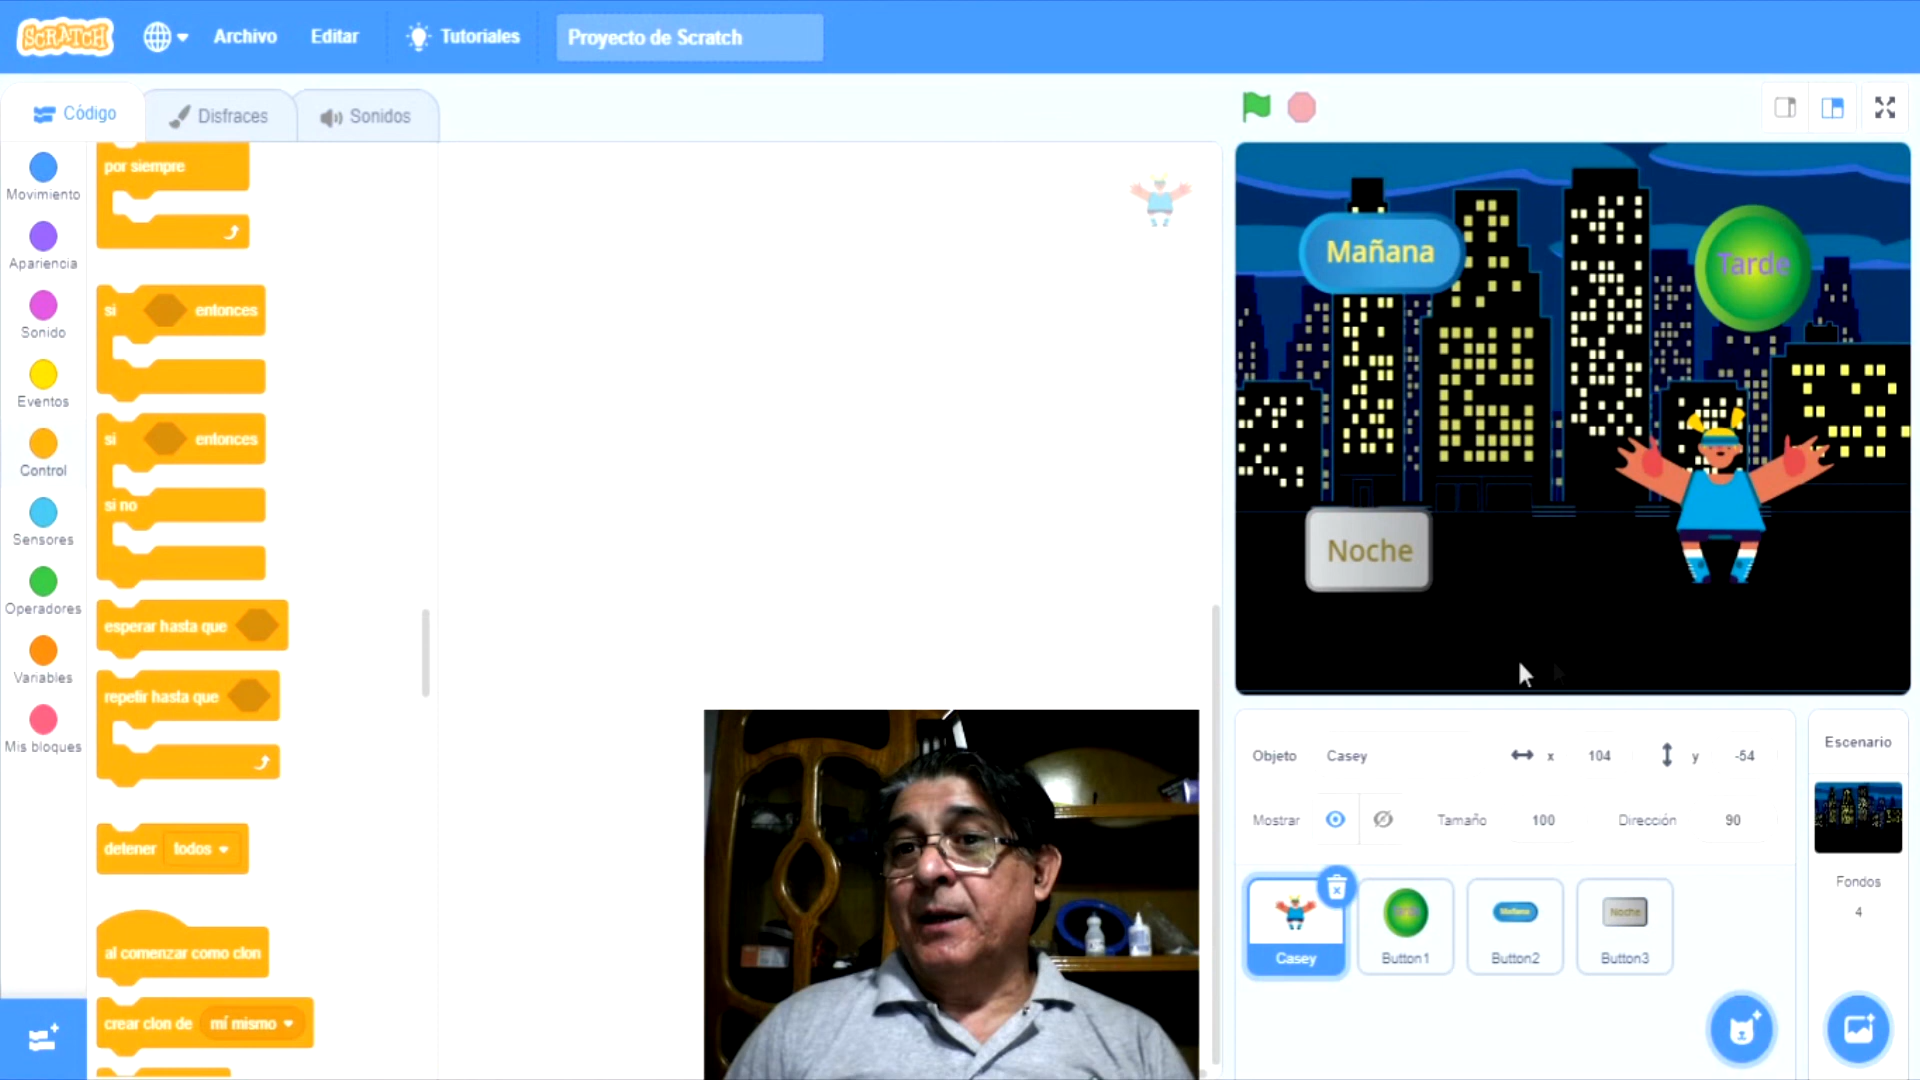 SCRATCH
Archivo
Editar
Tutoriales
Proyecto de Scratch
Código
Disfraces
Sonidos
Movimiento
Apariencia
Sonido
Eventos
Control
Sensores
Operadores
Variables
Mis bloques
por siempre
si entonces
si entonces
si no
esperar hasta que
repetir hasta que
detener todos
al comenzar como clon
crear clon de mí mismo
Mañana
Tarde
Noche
Objeto Casey x 104 y -54
Mostrar Tamaño 100 Dirección 90
Mañana
Noche
Casey
Button1
Button2
Button3
Escenario
Fondos
4